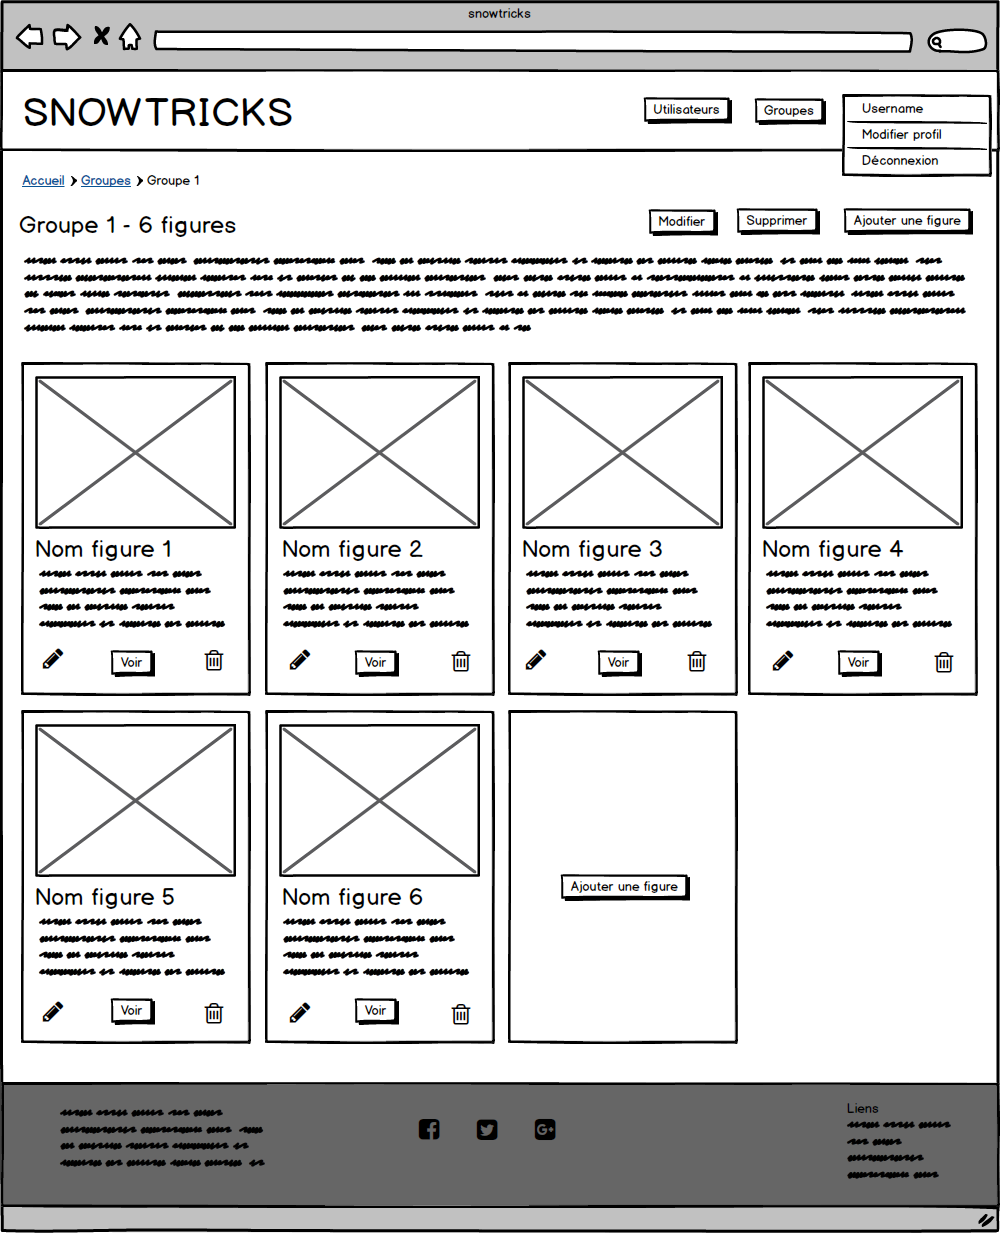 snowtricks
SNOWTRICKS
Utilisateurs
Groupes
Username
Modifier profil
Déconnexion
Accueil Groupes Groupe 1
Groupe 1 - 6 figures
Modifier
Supprimer
Ajouter une figure
Nom figure 1
Nom figure 2
Nom figure 3
Nom figure 4
Voir
Voir
Voir
Voir
Nom figure 5
Nom figure 6
Ajouter une figure
Voir
Voir
Liens